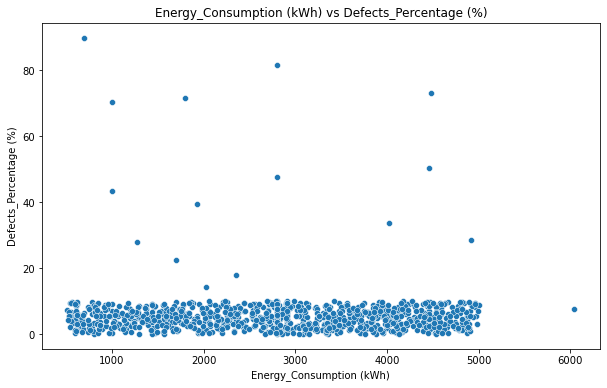 Energy_Consumption (kWh) vs Defects_Percentage (%)
Defects_Percentage (%)
80
60
40
20
0
1000 2000 3000 4000 5000 6000
Energy_Consumption (kWh)